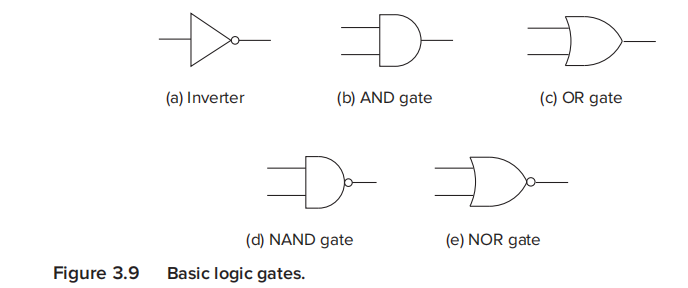 (a) Inverter (b) AND gate (c) OR gate
(d) NAND gate (e) NOR gate
Figure 3.9 Basic logic gates.